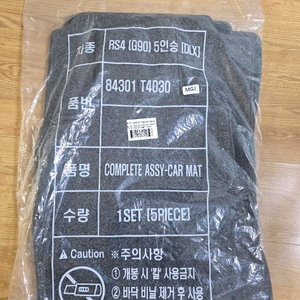 차종 RS4 (G90) 5인승 (DLX)
품번 84301 T4030 MGJ
품명 COMPLETE ASSY-CAR MAT
수량 1SET (5PIECE)
⚠ Caution ※주의사항
① 개봉 시 '칼' 사용금지
② 바닥 비닐 제거 후 사용